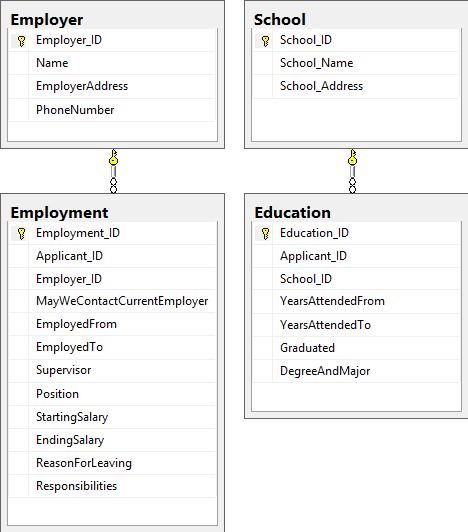 Employer
Employer_ID
Name
EmployerAddress
PhoneNumber
School
School_ID
School_Name
School_Address
Employment
Employment_ID
Applicant_ID
Employer_ID
MayWeContactCurrentEmployer
EmployedFrom
EmployedTo
Supervisor
Position
StartingSalary
EndingSalary
ReasonForLeaving
Responsibilities
Education
Education_ID
Applicant_ID
School_ID
YearsAttendedFrom
YearsAttendedTo
Graduated
DegreeAndMajor